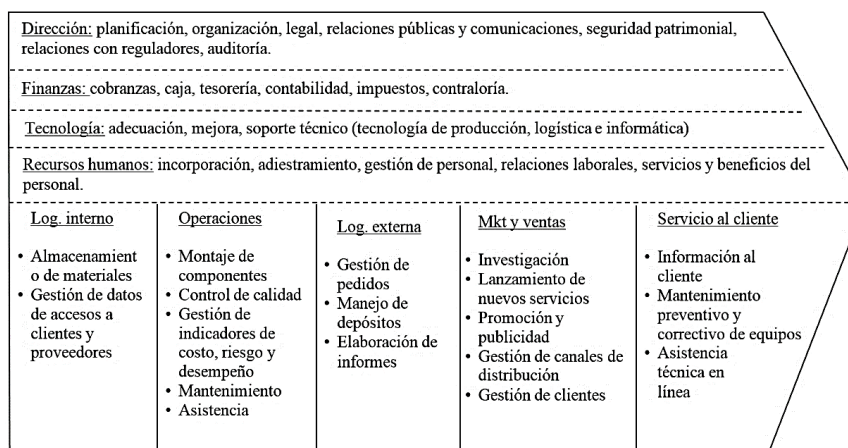 Dirección: planificación, organización, legal, relaciones públicas y comunicaciones, seguridad patrimonial,
relaciones con reguladores, auditoría.
Finanzas: cobranzas, caja, tesorería, contabilidad, impuestos, contraloría.
Tecnología: adecuación, mejora, soporte técnico (tecnología de producción, logística e informática)
Recursos humanos: incorporación, adiestramiento, gestión de personal, relaciones laborales, servicios y beneficios del
personal.
Log. interno
• Almacenamient
o de materiales
• Gestión de datos
de accesos a
clientes y
proveedores
Operaciones
• Montaje de
componentes
• Control de calidad
• Gestión de
indicadores de
costo, riesgo y
desempeño
• Mantenimiento
• Asistencia
Log. externa
• Gestión de
pedidos
• Manejo de
depósitos
• Elaboración de
informes
Mkt y ventas
• Investigación
• Lanzamiento de
nuevos servicios
• Promoción y
publicidad
• Gestión de canales de
distribución
• Gestión de clientes
Servicio al cliente
• Información al
cliente
• Mantenimiento
preventivo y
correctivo de equipos
• Asistencia
técnica en
línea